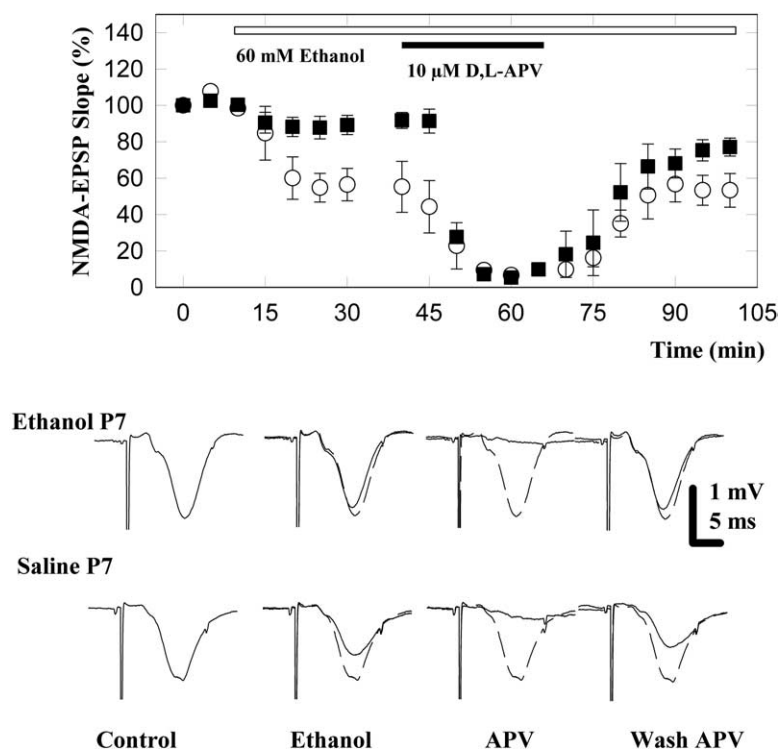 140
120
100
80
60
40
20
0
NMDA-EPSP Slope (%)
60 mM Ethanol
10 µM D,L-APV
0 15 30 45 60 75 90 105
Time (min)
Ethanol P7
1 mV
5 ms
Saline P7
Control Ethanol APV Wash APV